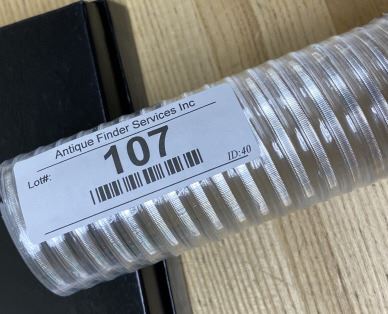 Antique Finder Services Inc
Lot#: 107
ID:40